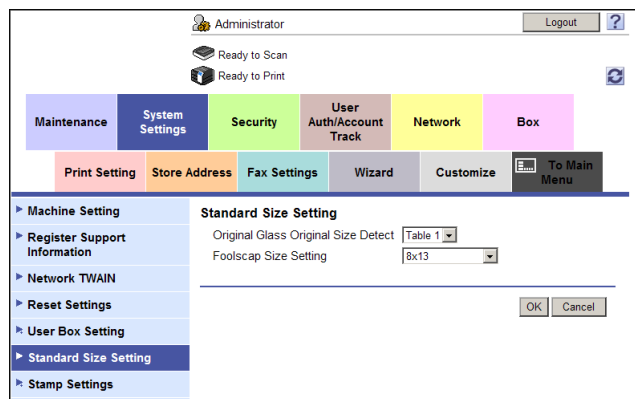 Administrator
Logout
?
Ready to Scan
Ready to Print
Maintenance
System
Settings
Security
User
Auth/Account
Track
Network
Box
Print Setting
Store Address
Fax Settings
Wizard
Customize
To Main
Menu
Machine Setting
Register Support
Information
Network TWAIN
Reset Settings
User Box Setting
Standard Size Setting
Stamp Settings
Standard Size Setting
Original Glass Original Size Detect Table 1
Foolscap Size Setting 8x13
OK Cancel